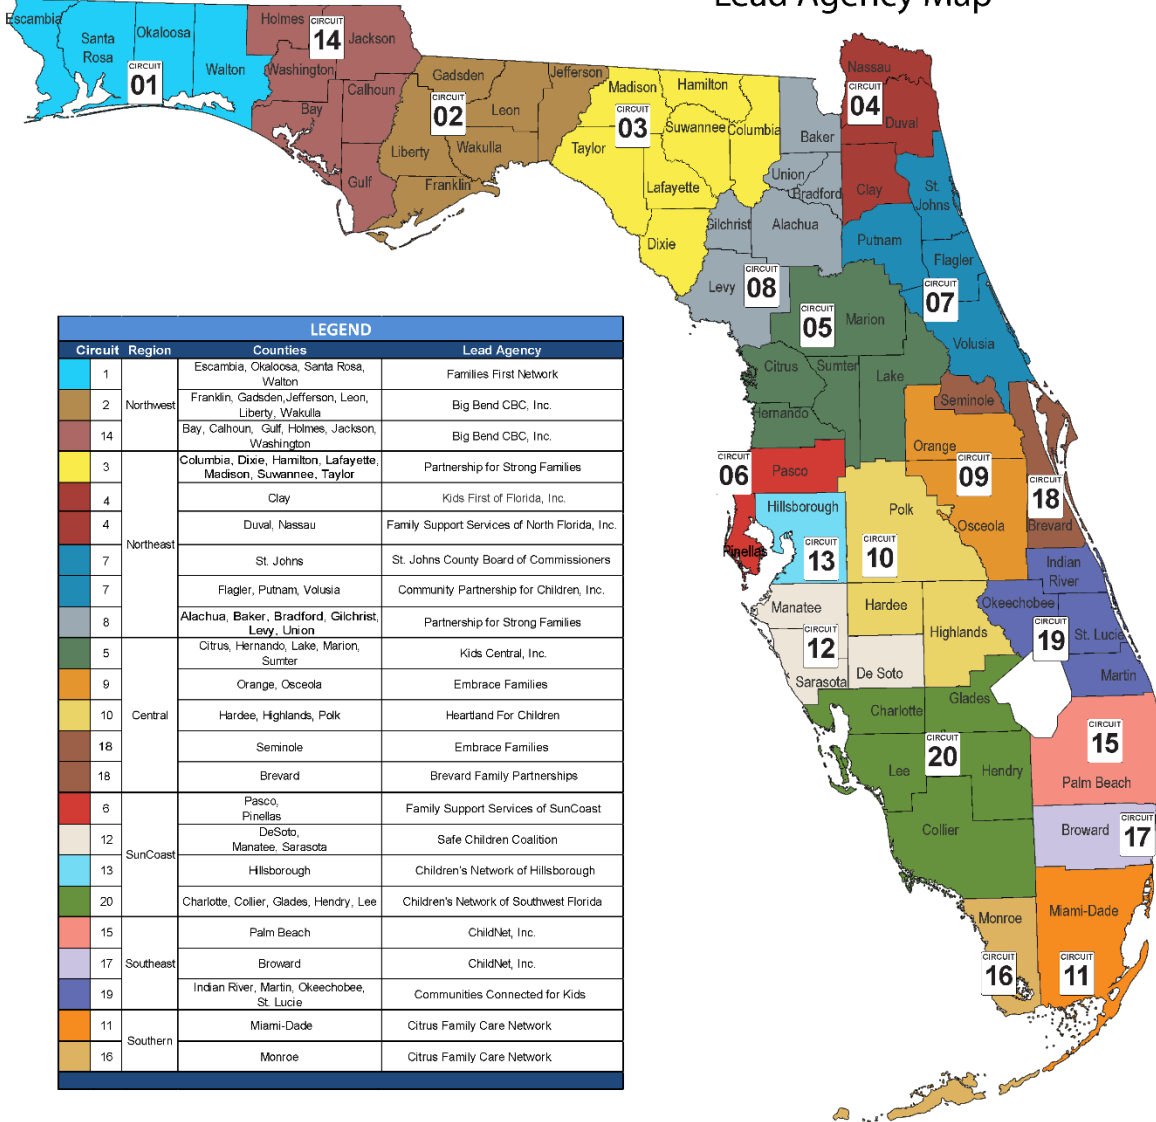 Lead Agency Map
Escambia
Santa
Rosa
Okaloosa
Walton
CIRCUIT
01
Holmes
CIRCUIT
14
Jackson
Washington
Calhoun
Bay
Gulf
Gadsden
CIRCUIT
02
Jefferson
Leon
Liberty
Wakulla
Franklin
Madison
Hamilton
CIRCUIT
03
Suwannee
Columbia
Taylor
Lafayette
Dixie
Nassau
CIRCUIT
04
Duval
Clay
Baker
Union
Bradford
Gilchrist
Alachua
Levy
CIRCUIT
08
St.
Johns
Putnam
Flagler
CIRCUIT
07
Volusia
CIRCUIT
05
Marion
Citrus
Sumter
Lake
Hernando
Seminole
Orange
CIRCUIT
09
Osceola
CIRCUIT
18
Brevard
CIRCUIT
06
Pasco
Pinellas
Hillsborough
CIRCUIT
13
Polk
CIRCUIT
10
Hardee
Highlands
Manatee
CIRCUIT
12
Sarasota
De Soto
Indian
River
Okeechobee
CIRCUIT
19
St. Lucie
Martin
Charlotte
Glades
CIRCUIT
20
Lee
Hendry
Collier
CIRCUIT
15
Palm Beach
Broward
CIRCUIT
17
Monroe
CIRCUIT
16
Miami-Dade
CIRCUIT
11
LEGEND
Circuit Region Counties Lead Agency
1 Escambia, Okaloosa, Santa Rosa,
Walton Families First Network
Northwest
2 Franklin, Gadsden,Jefferson, Leon,
Liberty, Wakulla Big Bend CBC, Inc.
14 Bay, Calhoun, Gulf, Holmes, Jackson,
Washington Big Bend CBC, Inc.
3 Columbia, Dixie, Hamilton, Lafayette,
Madison, Suwannee, Taylor Partnership for Strong Families
4 Clay Kids First of Florida, Inc.
4 Duval, Nassau Family Support Services of North Florida, Inc.
Northeast
7 St. Johns St. Johns County Board of Commissioners
7 Flagler, Putnam, Volusia Community Partnership for Children, Inc.
8 Alachua, Baker, Bradford, Gilchrist,
Levy, Union Partnership for Strong Families
5 Citrus, Hernando, Lake, Marion,
Sumter Kids Central, Inc.
9 Orange, Osceola Embrace Families
10 Central Hardee, Highlands, Polk Heartland For Children
18 Seminole Embrace Families
18 Brevard Brevard Family Partnerships
6 Pasco,
Pinellas Family Support Services of SunCoast
12 DeSoto,
Manatee, Sarasota Safe Children Coalition
SunCoast
13 Hillsborough Children's Network of Hillsborough
20 Charlotte, Collier, Glades, Hendry, Lee Children's Network of Southwest Florida
15 Palm Beach ChildNet, Inc.
17 Southeast Broward ChildNet, Inc.
19 Indian River, Martin, Okeechobee,
St. Lucie Communities Connected for Kids
11 Miami-Dade Citrus Family Care Network
Southern
16 Monroe Citrus Family Care Network